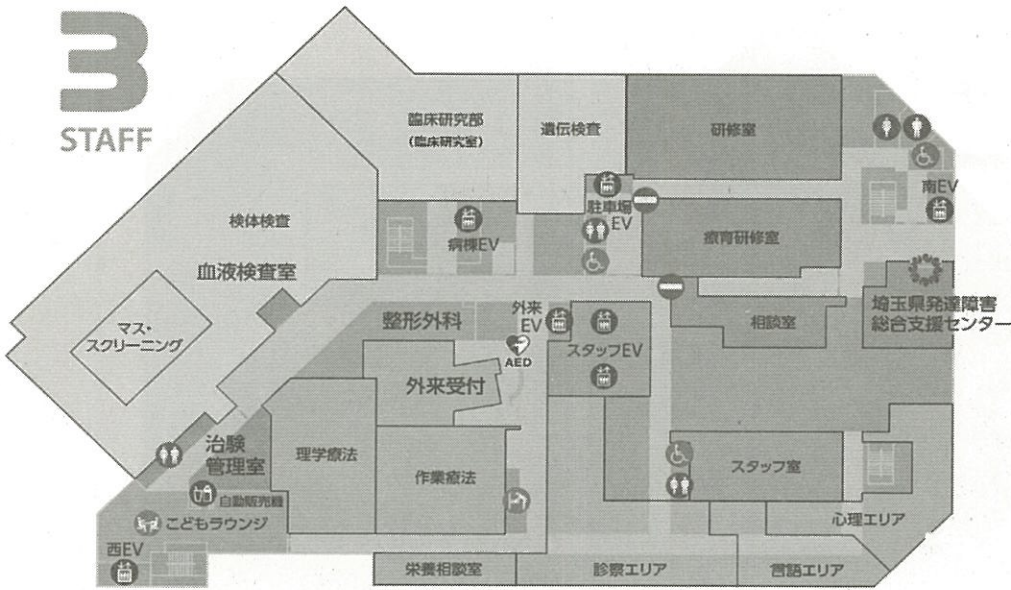 3
STAFF
臨床研究部
(臨床研究室)
遺伝検査
研修室
検体検査
血液検査室
マス・
スクリーニング
病棟EV
駐車場
EV
療育研修室
南EV
埼玉県発達障害
総合支援センター
整形外科
外来
EV
スタッフEV
AED
相談室
外来受付
治験
管理室
理学療法
作業療法
スタッフ室
自動販売機
こどもラウンジ
西EV
心理エリア
栄養相談室
診察エリア
言語エリア